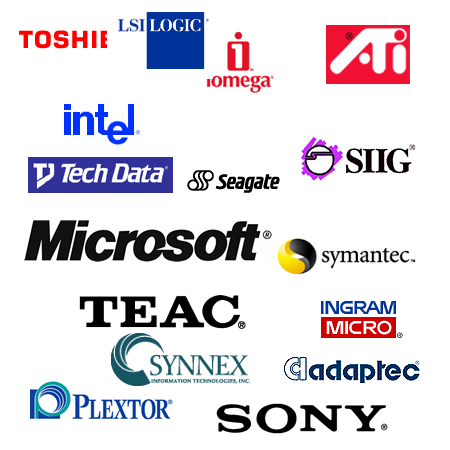 TOSHIB
LSI LOGIC
iomega
ATi
intel
Tech Data
Seagate
SIIG
Microsoft
symantec
TEAC
INGRAM
MICRO
SYNNEX
INFORMATION TECHNOLOGIES, INC.
adaptec
PLEXTOR
SONY